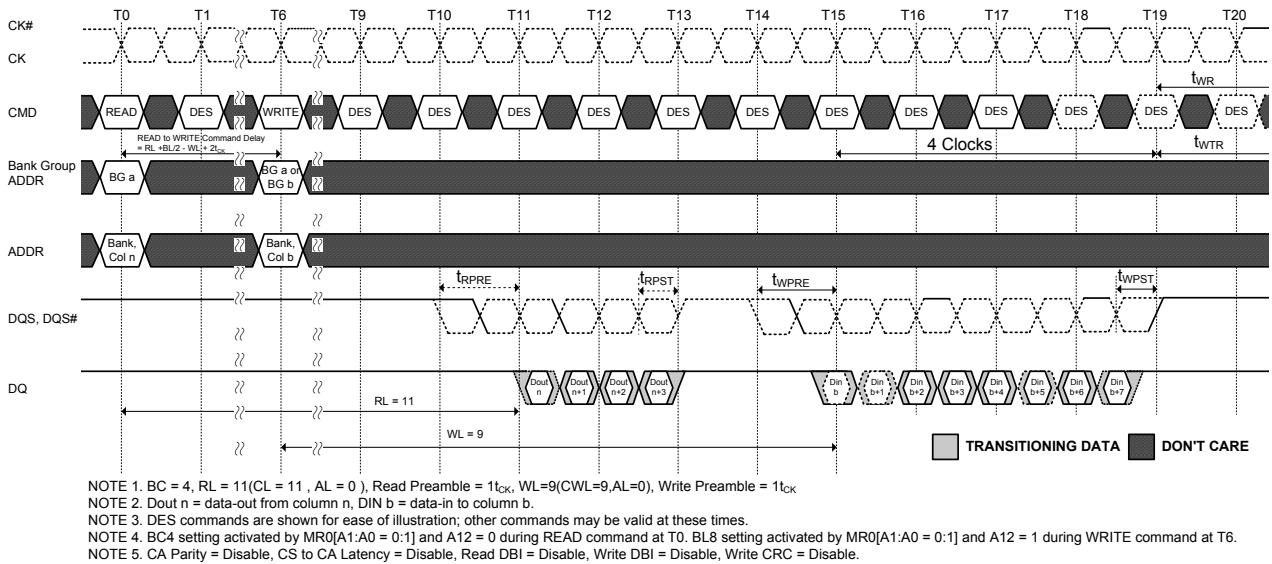 T0 T1 T6 T9 T10 T11 T12 T13 T14 T15 T16 T17 T18 T19 T20
CK#
CK
tWR
CMD READ DES WRITE DES DES DES DES DES DES DES DES DES DES DES DES
READ to WRITE Command Delay
= RL +BL/2 - WL + 2tCK
4 Clocks
tWTR
Bank Group
ADDR
BG a
BG a or
BG b
ADDR
Bank,
Col n
Bank,
Col b
tRPRE tRPST tWPRE tWPST
DQS, DQS#
DQ
Dout
n
Dout
n+1
Dout
n+2
Dout
n+3
Din
b
Din
b+1
Din
b+2
Din
b+3
Din
b+4
Din
b+5
Din
b+6
Din
b+7
RL = 11
WL = 9
TRANSITIONING DATA DON'T CARE
NOTE 1. BC = 4, RL = 11(CL = 11 , AL = 0 ), Read Preamble = 1tCK, WL=9(CWL=9,AL=0), Write Preamble = 1tCK
NOTE 2. Dout n = data-out from column n, DIN b = data-in to column b.
NOTE 3. DES commands are shown for ease of illustration; other commands may be valid at these times.
NOTE 4. BC4 setting activated by MR0[A1:A0 = 0:1] and A12 = 0 during READ command at T0. BL8 setting activated by MR0[A1:A0 = 0:1] and A12 = 1 during WRITE command at T6.
NOTE 5. CA Parity = Disable, CS to CA Latency = Disable, Read DBI = Disable, Write DBI = Disable, Write CRC = Disable.